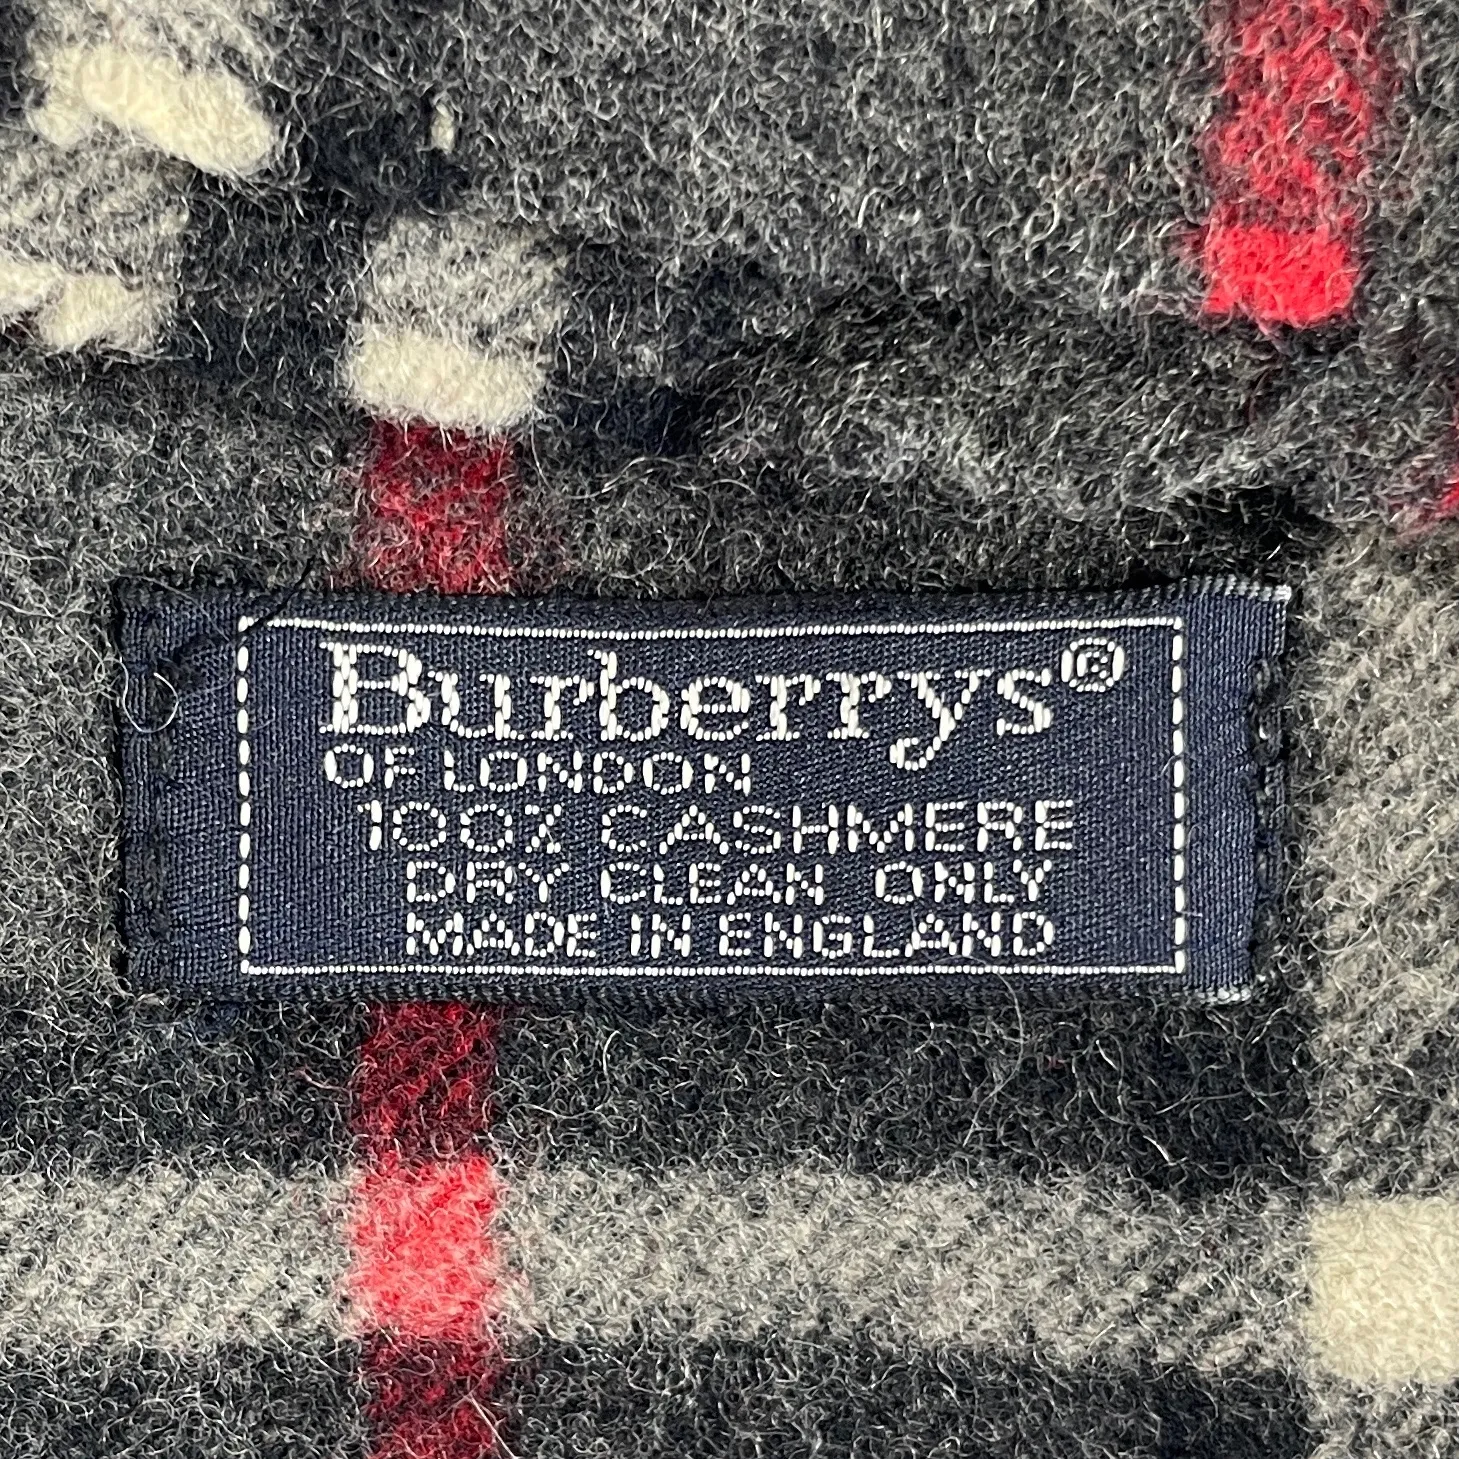 Burberrys®
OF LONDON
100% CASHMERE
DRY CLEAN ONLY
MADE IN ENGLAND